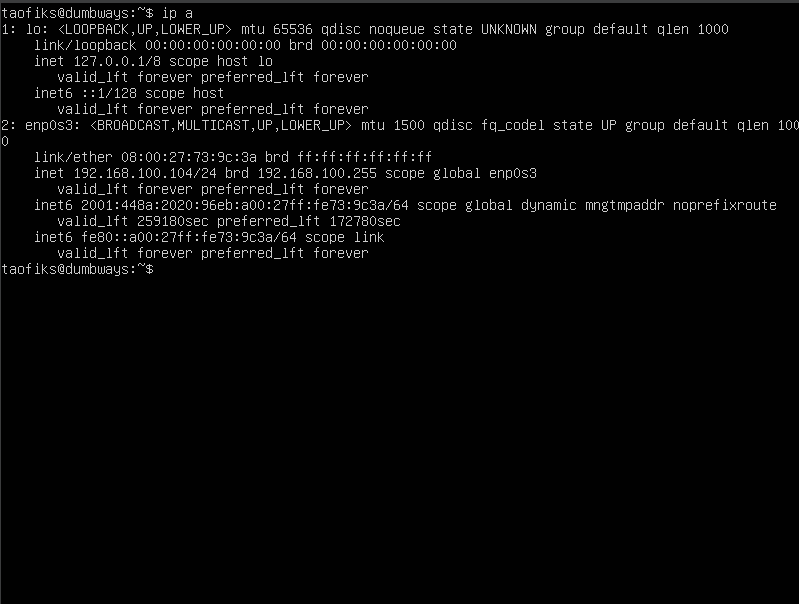 taofiks@dumbways:~$ ip a
1: lo: <LOOPBACK,UP,LOWER_UP> mtu 65536 qdisc noqueue state UNKNOWN group default qlen 1000
    link/loopback 00:00:00:00:00:00 brd 00:00:00:00:00:00
    inet 127.0.0.1/8 scope host lo
       valid_lft forever preferred_lft forever
    inet6 ::1/128 scope host
       valid_lft forever preferred_lft forever
2: enp0s3: <BROADCAST,MULTICAST,UP,LOWER_UP> mtu 1500 qdisc fq_codel state UP group default qlen 100
0
    link/ether 08:00:27:73:9c:3a brd ff:ff:ff:ff:ff:ff
    inet 192.168.100.104/24 brd 192.168.100.255 scope global enp0s3
       valid_lft forever preferred_lft forever
    inet6 2001:448a:2020:96eb:a00:27ff:fe73:9c3a/64 scope global dynamic mngtmpaddr noprefixroute
       valid_lft 259180sec preferred_lft 172780sec
    inet6 fe80::a00:27ff:fe73:9c3a/64 scope link
       valid_lft forever preferred_lft forever
taofiks@dumbways:~$